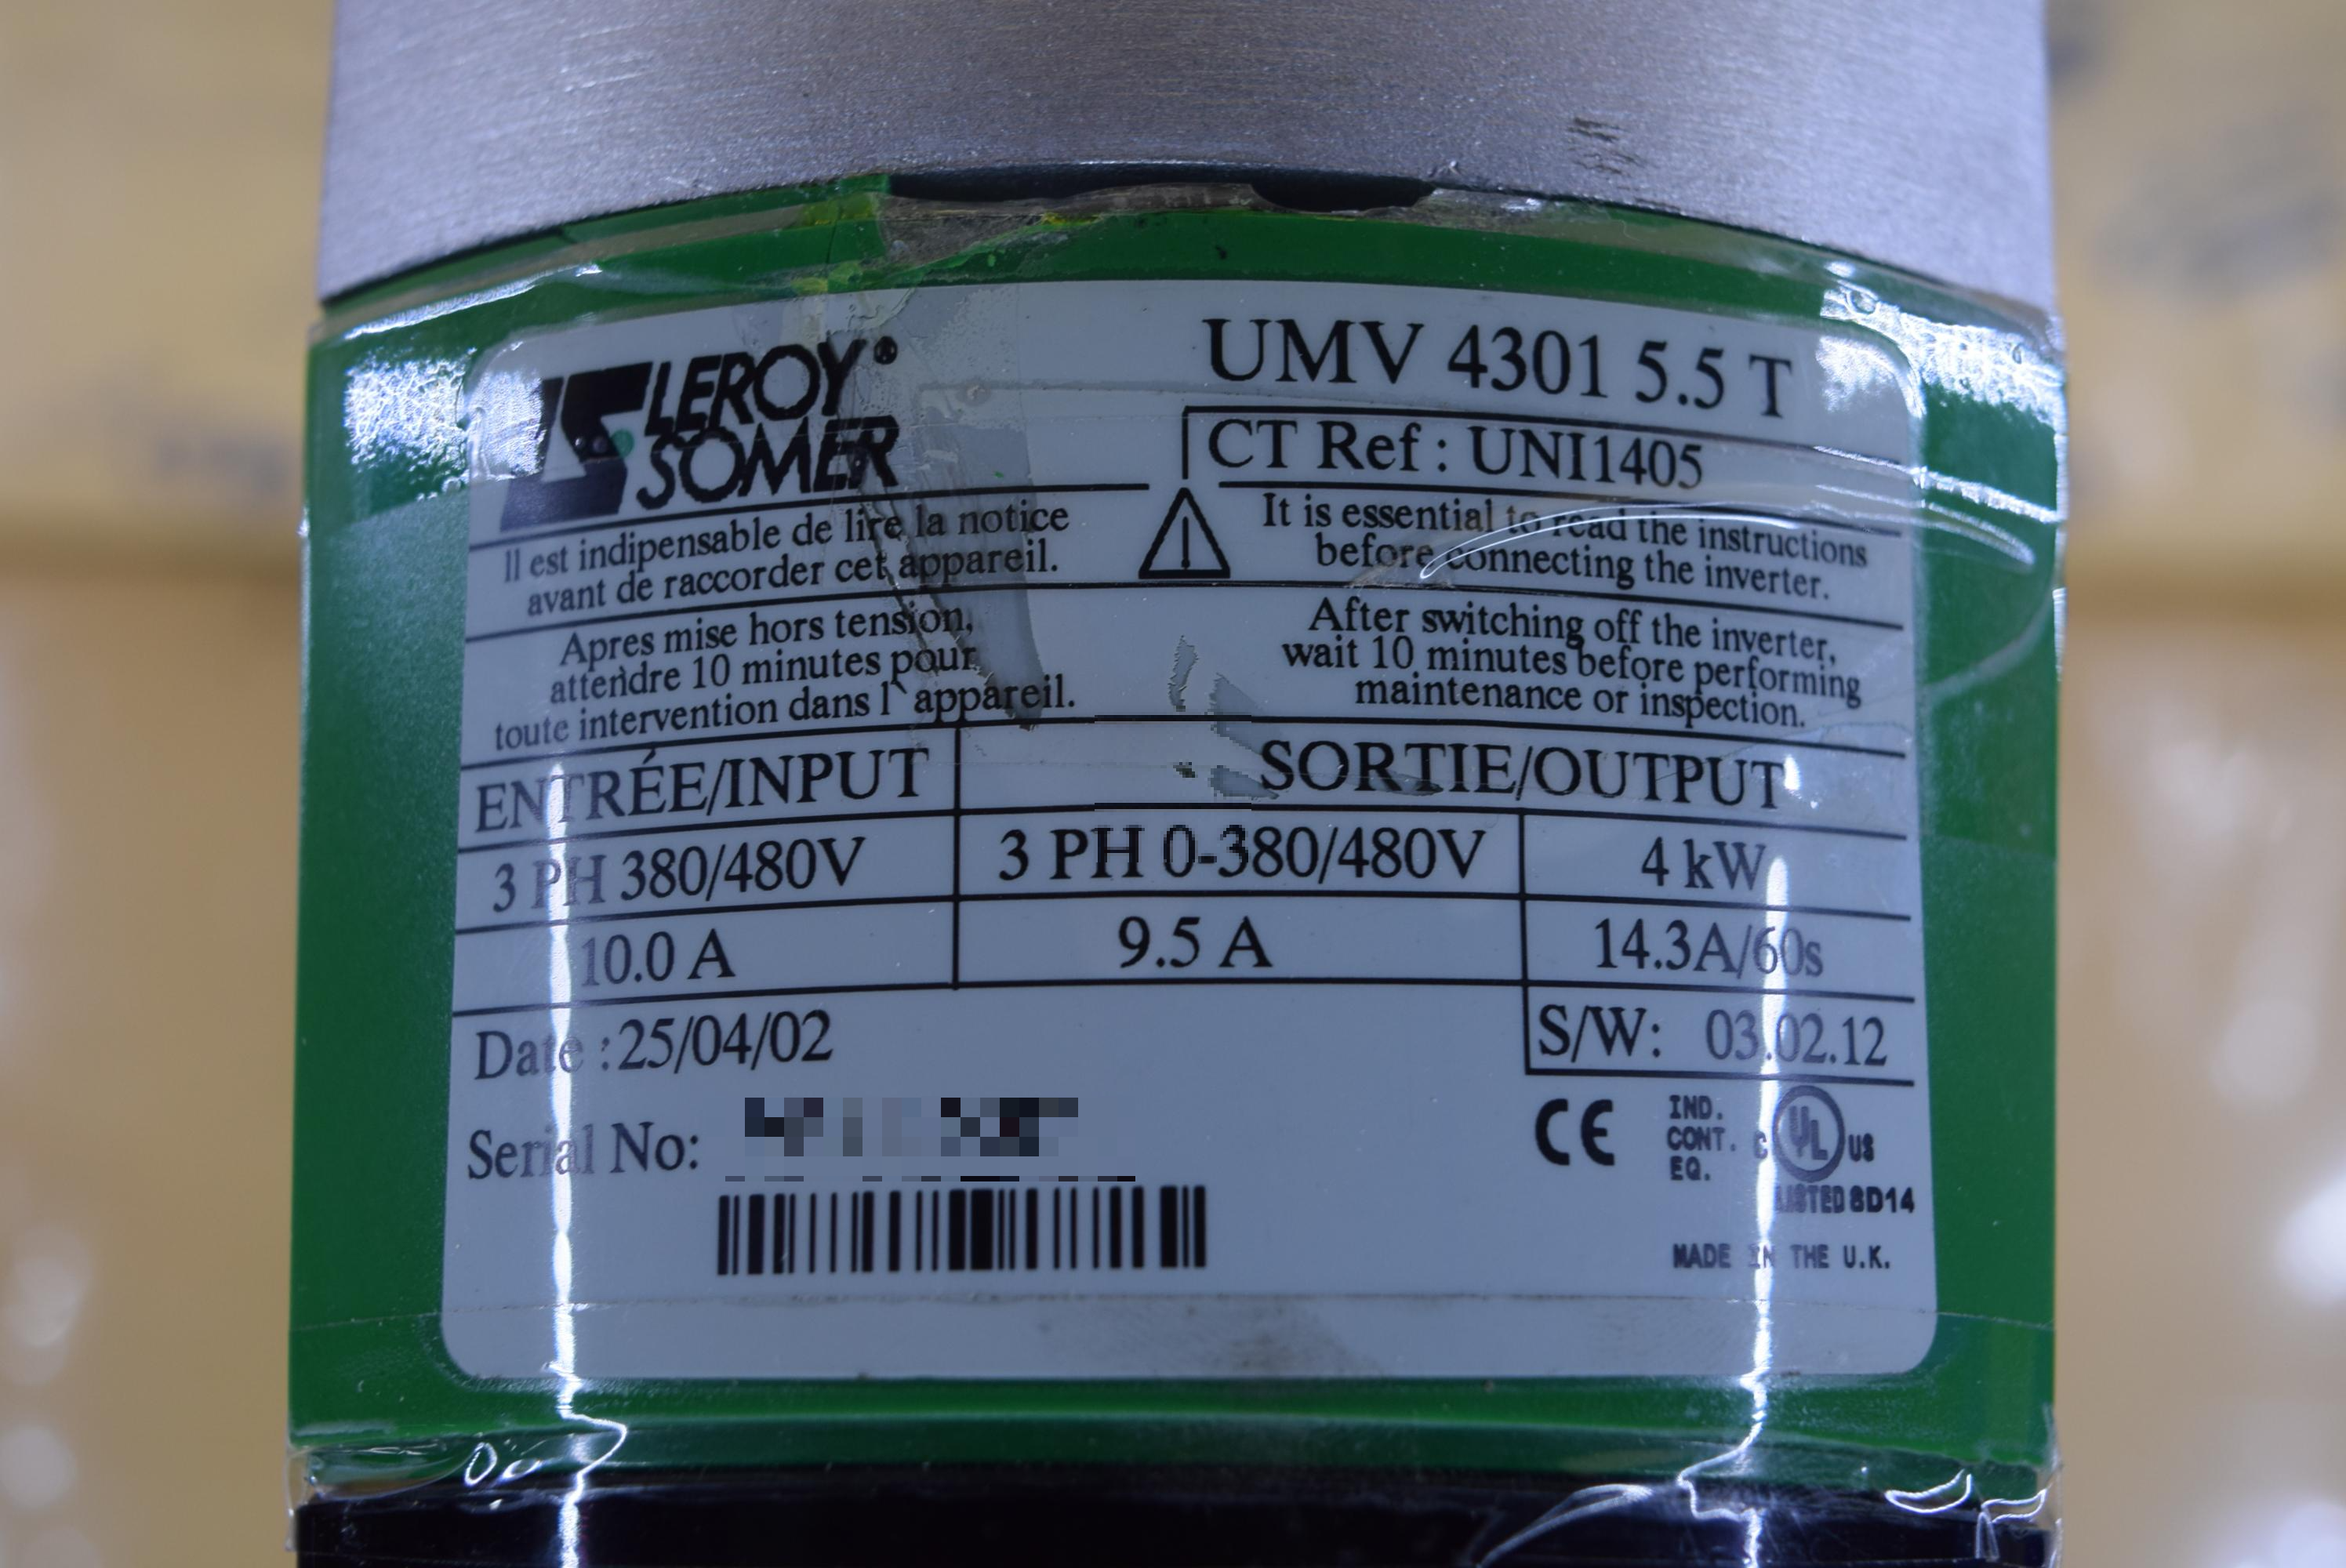 LEROY®
SOMER
UMV 4301 5.5 T
CT Ref : UNI1405
Il est indipensable de lire la notice
avant de raccorder cet appareil.
It is essential to read the instructions
before connecting the inverter.
Apres mise hors tension,
attendre 10 minutes pour
toute intervention dans l`appareil.
After switching off the inverter,
wait 10 minutes before performing
maintenance or inspection.
ENTRÉE/INPUT
SORTIE/OUTPUT
3 PH 380/480V
3 PH 0-380/480V
4 kW
10.0 A
9.5 A
14.3A/60s
Date : 25/04/02
S/W: 03.02.12
Serial No:
CE
IND.
CONT.
EQ.
C UL US
LISTED 8D14
MADE IN THE U.K.